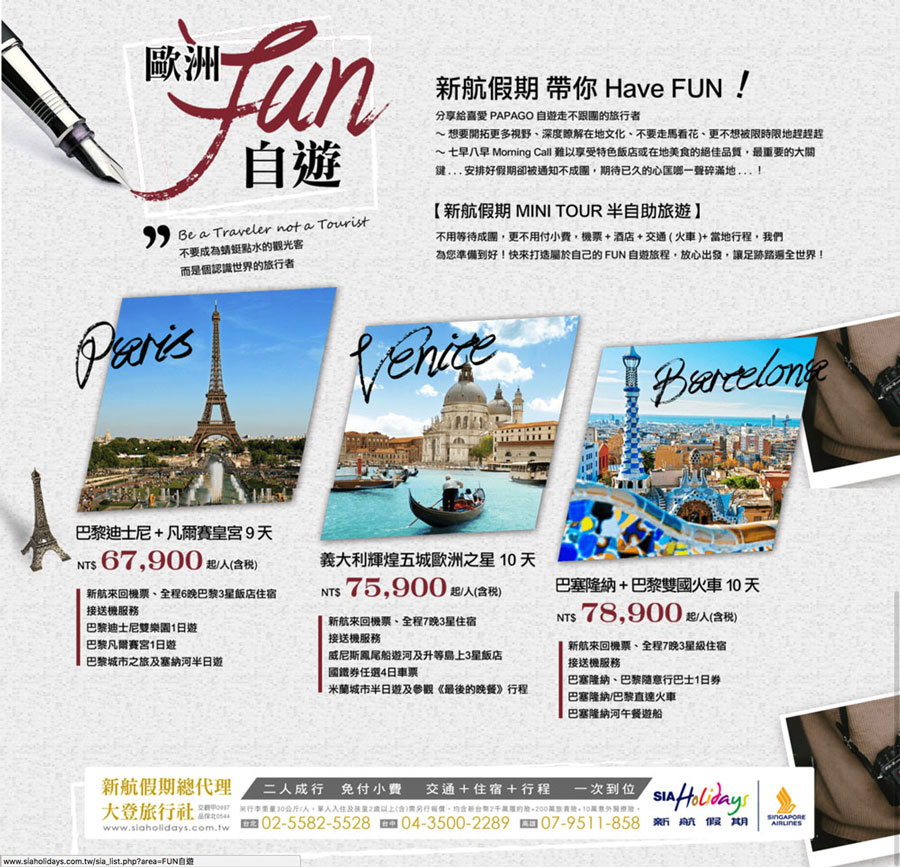 歐洲
Fun
自遊
Be a Traveler not a Tourist
不要成為蜻蜓點水的觀光客
而是個認識世界的旅行者
新航假期 帶你 Have FUN！
分享給喜愛 PAPAGO 自遊走不跟團的旅行者
～ 想要開拓更多視野、深度瞭解在地文化、不要走馬看花、更不想被限時限地趕趕趕
～ 七早八早 Morning Call 難以享受特色飯店或在地美食的絕佳品質，最重要的大關
鍵 . . . 安排好假期卻被通知不成團，期待已久的心匡啷一聲碎滿地 . . . ！
【新航假期 MINI TOUR 半自助旅遊】
不用等待成團，更不用付小費，機票 + 酒店 + 交通 ( 火車 )+ 當地行程，我們
為您準備到好！快來打造屬於自己的 FUN 自遊旅程，放心出發，讓足跡踏遍全世界！
Paris
巴黎迪士尼 + 凡爾賽皇宮 9 天
NT$ 67,900 起/人(含稅)
新航來回機票、全程6晚巴黎3星飯店住宿
接送機服務
巴黎迪士尼雙樂園1日遊
巴黎凡爾賽宮1日遊
巴黎城市之旅及塞納河半日遊
Venice
義大利輝煌五城歐洲之星 10 天
NT$ 75,900 起/人(含稅)
新航來回機票、全程7晚3星住宿
接送機服務
威尼斯鳳尾船遊河及升等島上3星飯店
國鐵券任選4日車票
米蘭城市半日遊及參觀《最後的晚餐》行程
Barcelona
巴塞隆納 + 巴黎雙國火車 10 天
NT$ 78,900 起/人(含稅)
新航來回機票、全程7晚3星級住宿
接送機服務
巴塞隆納、巴黎隨意行巴士1日券
巴塞隆納/巴黎直達火車
巴塞隆納河午餐遊船
新航假期總代理
大登旅行社 交觀甲0997 品保北0544
www.siaholidays.com.tw
二人成行 免付小費 交通＋住宿＋行程 一次到位
台北 02-5582-5528 台中 04-3500-2289 高雄 07-9511-858
SIA Holidays
新航假期
SINGAPORE
AIRLINES
www.siaholidays.com.tw/sia_list.php?area=FUN自遊